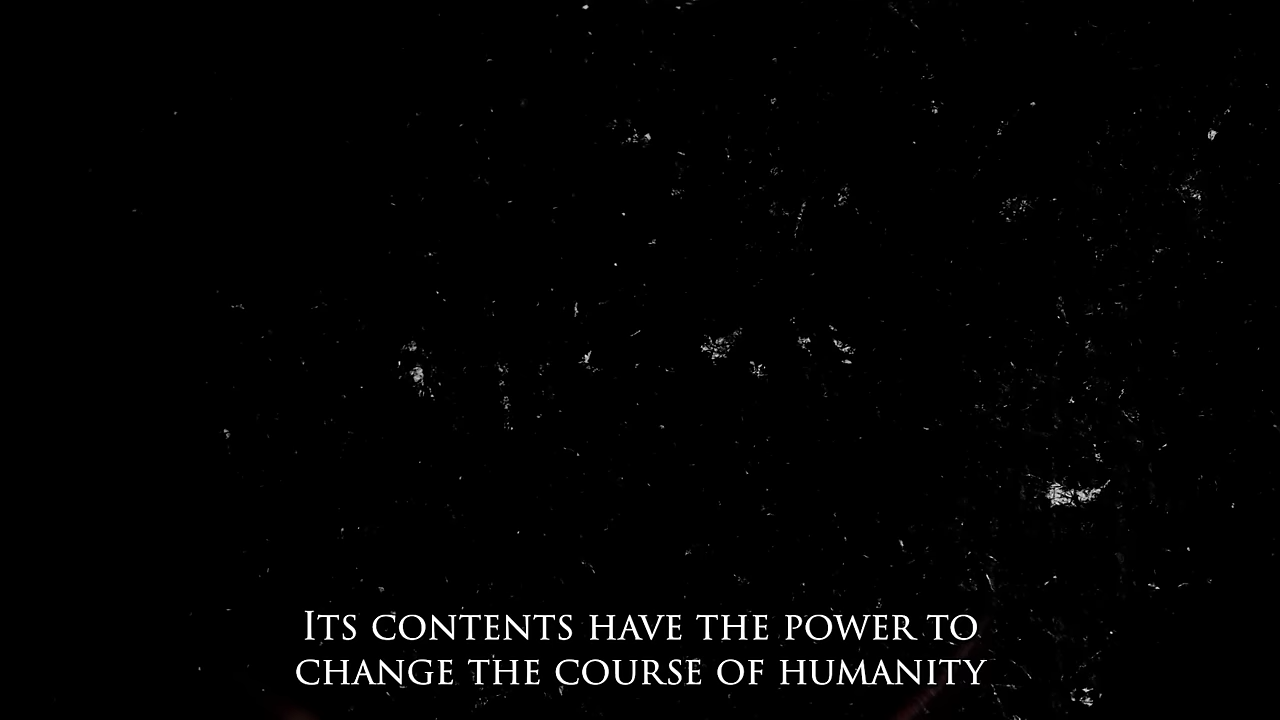 Its contents have the power to
change the course of humanity